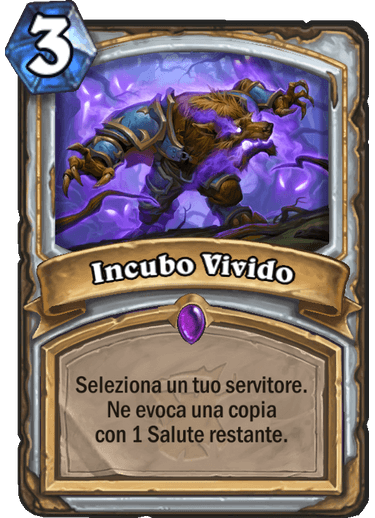 3
Incubo Vivido
Seleziona un tuo servitore.
Ne evoca una copia
con 1 Salute restante.